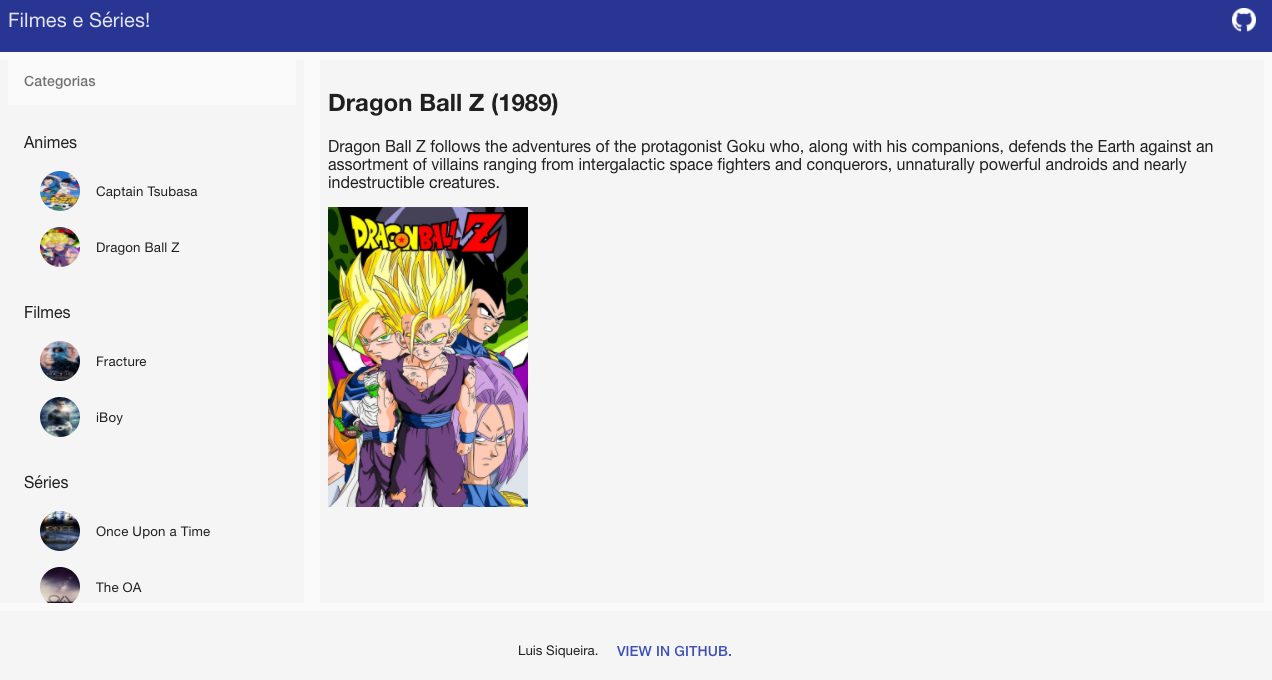 Filmes e Séries!
Categorias
Animes
Captain Tsubasa
Dragon Ball Z
Filmes
Fracture
iBoy
Séries
Once Upon a Time
The OA
Dragon Ball Z (1989)
Dragon Ball Z follows the adventures of the protagonist Goku who, along with his companions, defends the Earth against an
assortment of villains ranging from intergalactic space fighters and conquerors, unnaturally powerful androids and nearly
indestructible creatures.
DRAGON BALL Z
Luis Siqueira. VIEW IN GITHUB.